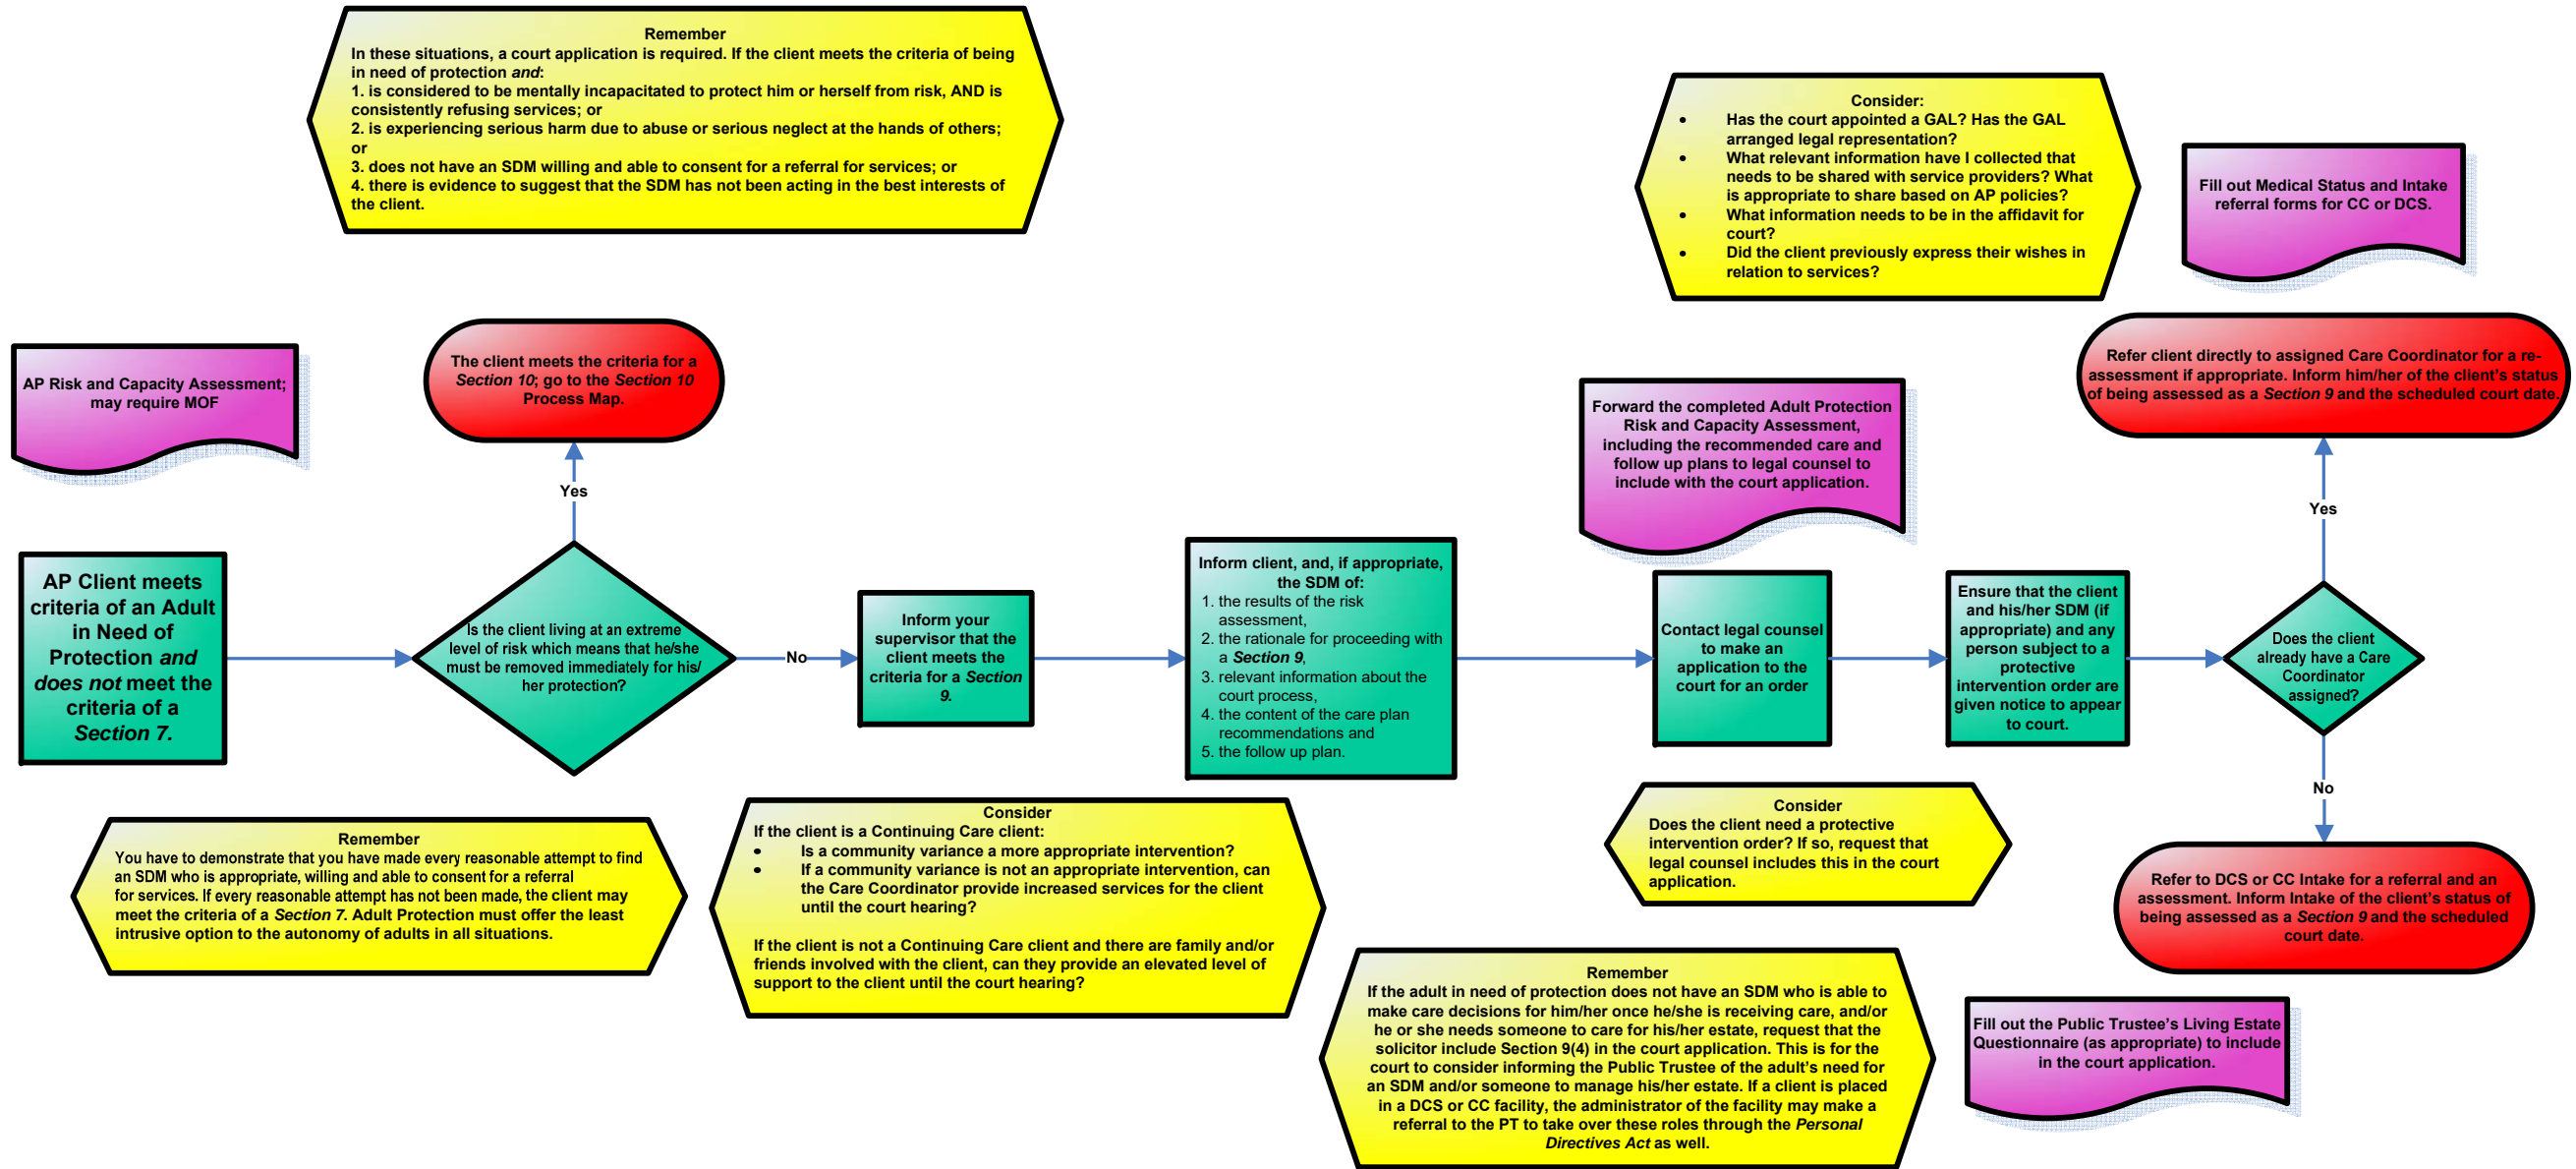 Remember
In these situations, a court application is required. If the client meets the criteria of being
in need of protection and:
1. is considered to be mentally incapacitated to protect him or herself from risk, AND is
consistently refusing services; or
2. is experiencing serious harm due to abuse or serious neglect at the hands of others;
or
3. does not have an SDM willing and able to consent for a referral for services; or
4. there is evidence to suggest that the SDM has not been acting in the best interests of
the client.
Consider:
• Has the court appointed a GAL? Has the GAL
arranged legal representation?
• What relevant information have I collected that
needs to be shared with service providers? What
is appropriate to share based on AP policies?
• What information needs to be in the affidavit for
court?
• Did the client previously express their wishes in
relation to services?
Fill out Medical Status and Intake
referral forms for CC or DCS.
AP Risk and Capacity Assessment;
may require MOF
The client meets the criteria for a
Section 10; go to the Section 10
Process Map.
Forward the completed Adult Protection
Risk and Capacity Assessment,
including the recommended care and
follow up plans to legal counsel to
include with the court application.
Refer client directly to assigned Care Coordinator for a re-
assessment if appropriate. Inform him/her of the client's status
of being assessed as a Section 9 and the scheduled court date.
Yes
Yes
AP Client meets
criteria of an Adult
in Need of
Protection and
does not meet the
criteria of a
Section 7.
Is the client living at an extreme
level of risk which means that he/she
must be removed immediately for his/
her protection?
No
Inform your
supervisor that the
client meets the
criteria for a Section
9.
Inform client, and, if appropriate,
the SDM of:
1. the results of the risk
assessment,
2. the rationale for proceeding with
a Section 9,
3. relevant information about the
court process,
4. the content of the care plan
recommendations and
5. the follow up plan.
Contact legal counsel
to make an
application to the
court for an order
Ensure that the client
and his/her SDM (if
appropriate) and any
person subject to a
protective
intervention order are
given notice to appear
to court.
Does the client
already have a Care
Coordinator
assigned?
No
Remember
You have to demonstrate that you have made every reasonable attempt to find
an SDM who is appropriate, willing and able to consent for a referral
for services. If every reasonable attempt has not been made, the client may
meet the criteria of a Section 7. Adult Protection must offer the least
intrusive option to the autonomy of adults in all situations.
Consider
If the client is a Continuing Care client:
• Is a community variance a more appropriate intervention?
• If a community variance is not an appropriate intervention, can
the Care Coordinator provide increased services for the client
until the court hearing?
If the client is not a Continuing Care client and there are family and/or
friends involved with the client, can they provide an elevated level of
support to the client until the court hearing?
Consider
Does the client need a protective
intervention order? If so, request that
legal counsel includes this in the court
application.
Refer to DCS or CC Intake for a referral and an
assessment. Inform Intake of the client's status of
being assessed as a Section 9 and the scheduled
court date.
Remember
If the adult in need of protection does not have an SDM who is able to
make care decisions for him/her once he/she is receiving care, and/or
he or she needs someone to care for his/her estate, request that the
solicitor include Section 9(4) in the court application. This is for the
court to consider informing the Public Trustee of the adult's need for
an SDM and/or someone to manage his/her estate. If a client is placed
in a DCS or CC facility, the administrator of the facility may make a
referral to the PT to take over these roles through the Personal
Directives Act as well.
Fill out the Public Trustee's Living Estate
Questionnaire (as appropriate) to include
in the court application.